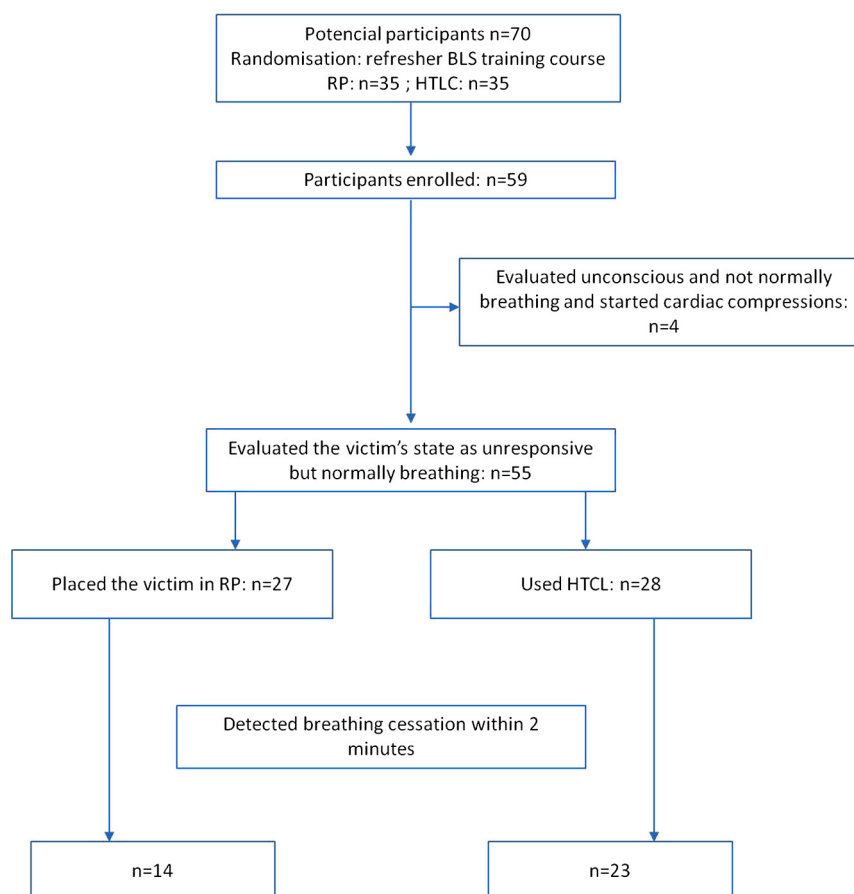 Potencial participants n=70
Randomisation: refresher BLS training course
RP: n=35 ; HTLC: n=35
Participants enrolled: n=59
Evaluated unconscious and not normally
breathing and started cardiac compressions:
n=4
Evaluated the victim's state as unresponsive
but normally breathing: n=55
Placed the victim in RP: n=27
Used HTCL: n=28
Detected breathing cessation within 2
minutes
n=14
n=23